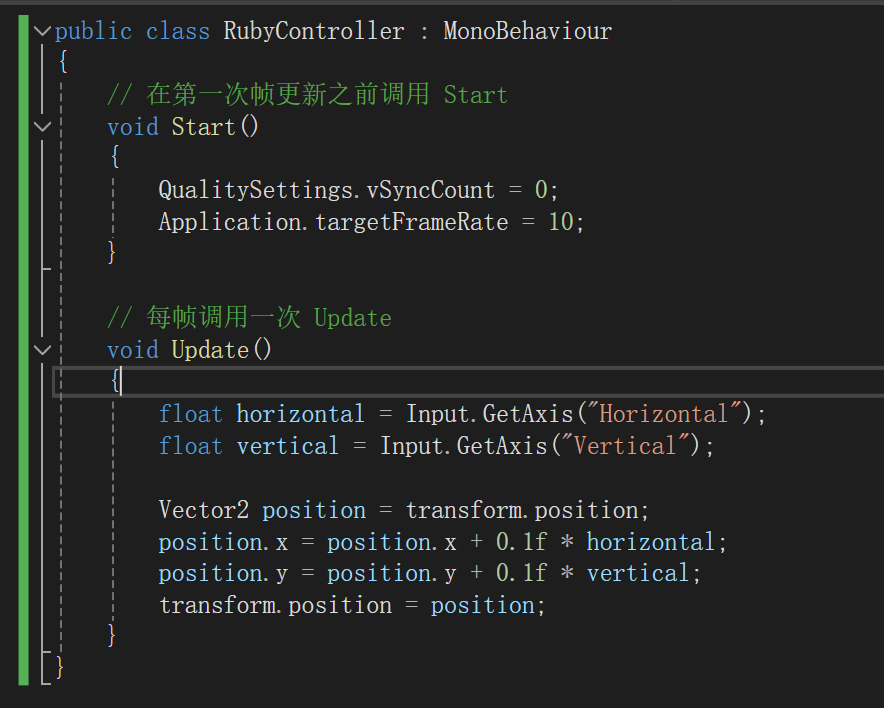 public class RubyController : MonoBehaviour
{
// 在第一次帧更新之前调用 Start
void Start()
{
QualitySettings.vSyncCount = 0;
Application.targetFrameRate = 10;
}
// 每帧调用一次 Update
void Update()
{
float horizontal = Input.GetAxis("Horizontal");
float vertical = Input.GetAxis("Vertical");
Vector2 position = transform.position;
position.x = position.x + 0.1f * horizontal;
position.y = position.y + 0.1f * vertical;
transform.position = position;
}
}